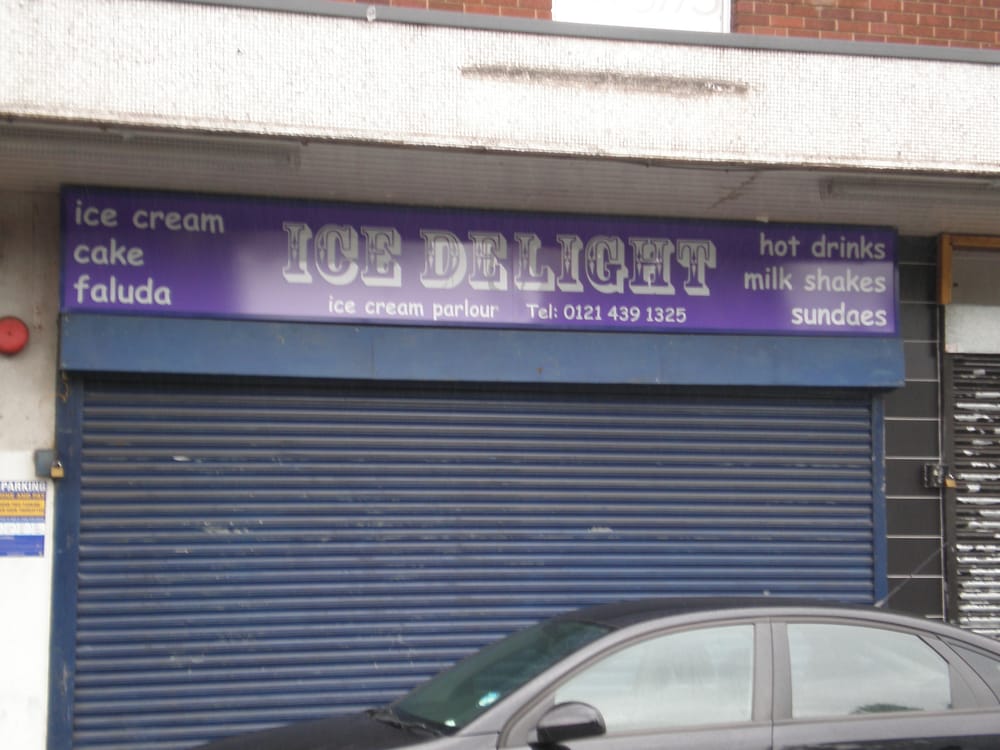 ice cream
cake
faluda
ICE DELIGHT
ice cream parlour Tel: 0121 439 1325
hot drinks
milk shakes
sundaes
PARKING